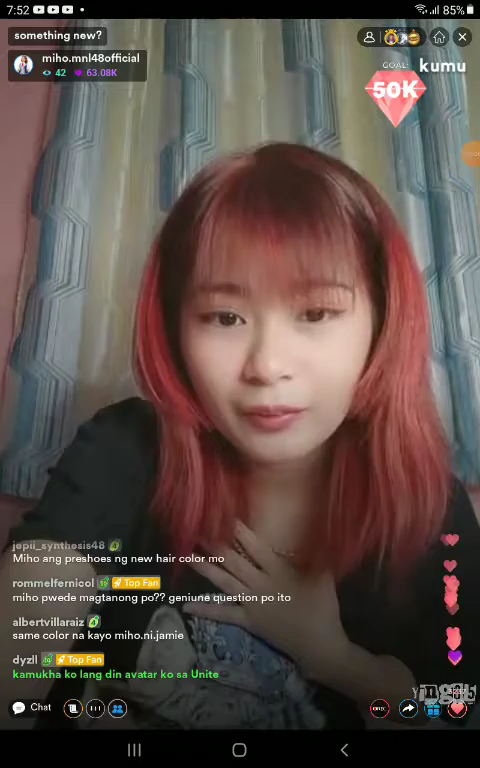 7:52
85%
something new?
miho.mnl48official
42
63.08K
GOAL:
kumu
50K
jepii_synthesis48
Miho ang preshoes ng new hair color mo
rommelfernicol Top Fan
miho pwede magtanong po?? geniune question po ito
albertvillaraiz
same color na kayo miho.ni.jamie
dyzll Top Fan
kamukha ko lang din avatar ko sa Unite
Chat